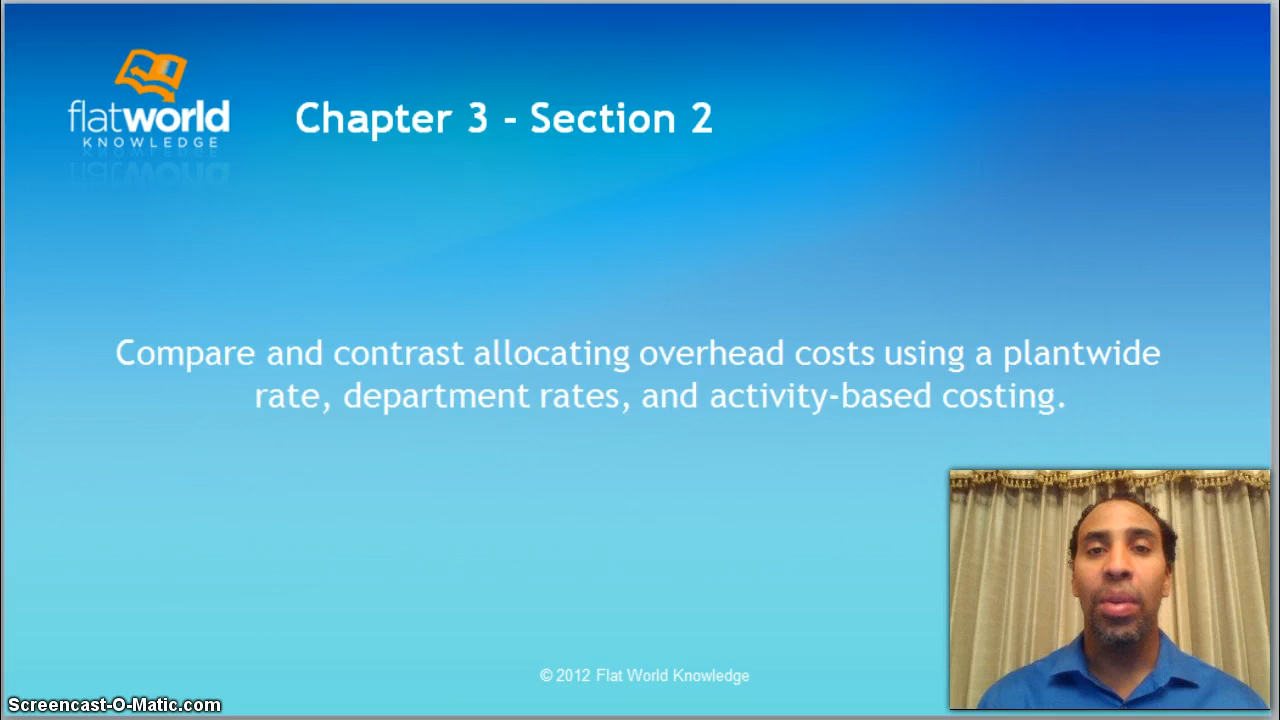 flatworld
KNOWLEDGE
Chapter 3 - Section 2
Compare and contrast allocating overhead costs using a plantwide
rate, department rates, and activity-based costing.
© 2012 Flat World Knowledge
Screencast-O-Matic.com